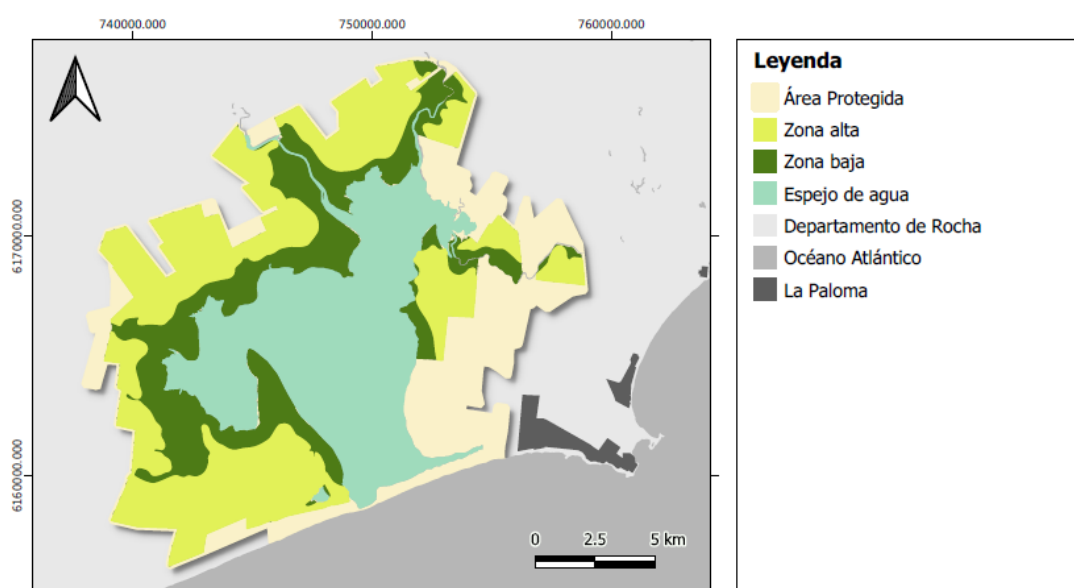 740000.000
750000.000
760000.000
6170000.000
6160000.000
0
2.5
5 km
Leyenda
Área Protegida
Zona alta
Zona baja
Espejo de agua
Departamento de Rocha
Océano Atlántico
La Paloma